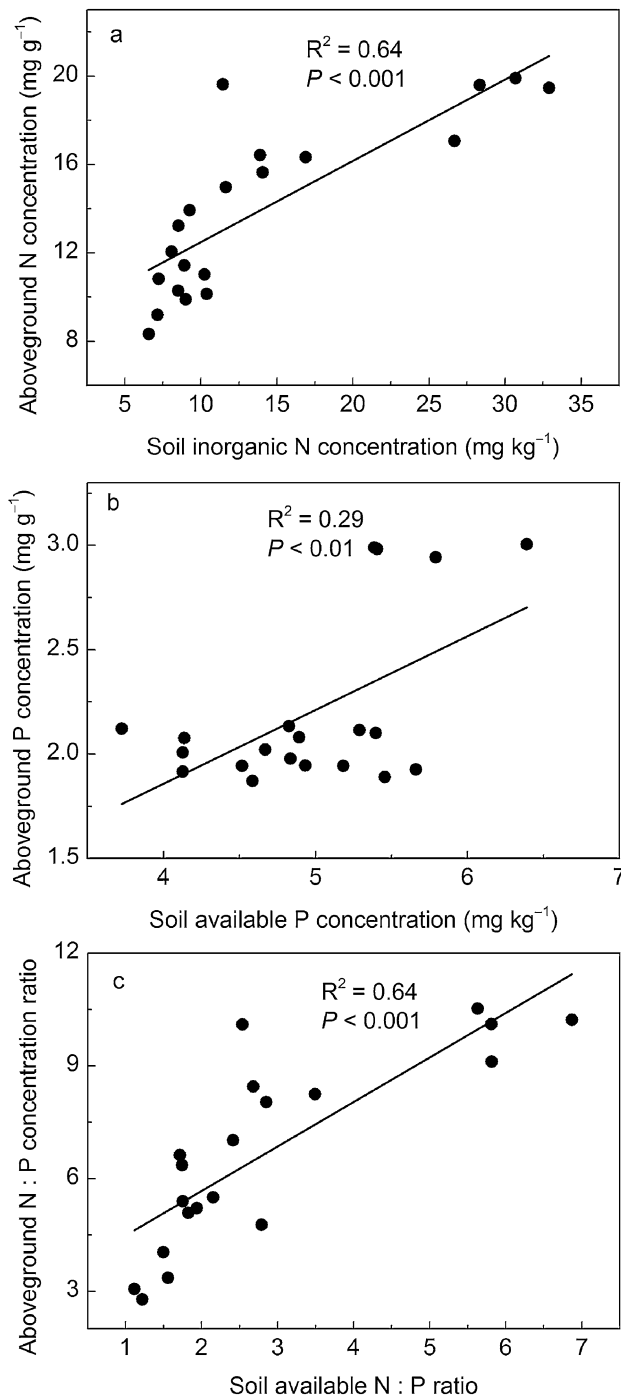 a
R² = 0.64
P < 0.001
20
16
12
8
Aboveground N concentration (mg g⁻¹)
5 10 15 20 25 30 35
Soil inorganic N concentration (mg kg⁻¹)
b
R² = 0.29
P < 0.01
3.0
2.5
2.0
1.5
Aboveground P concentration (mg g⁻¹)
4 5 6 7
Soil available P concentration (mg kg⁻¹)
c
R² = 0.64
P < 0.001
12
9
6
3
Aboveground N : P concentration ratio
1 2 3 4 5 6 7
Soil available N : P ratio